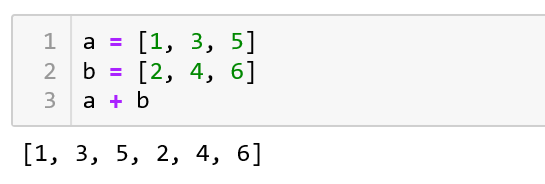 1 a = [1, 3, 5]
2 b = [2, 4, 6]
3 a + b
[1, 3, 5, 2, 4, 6]